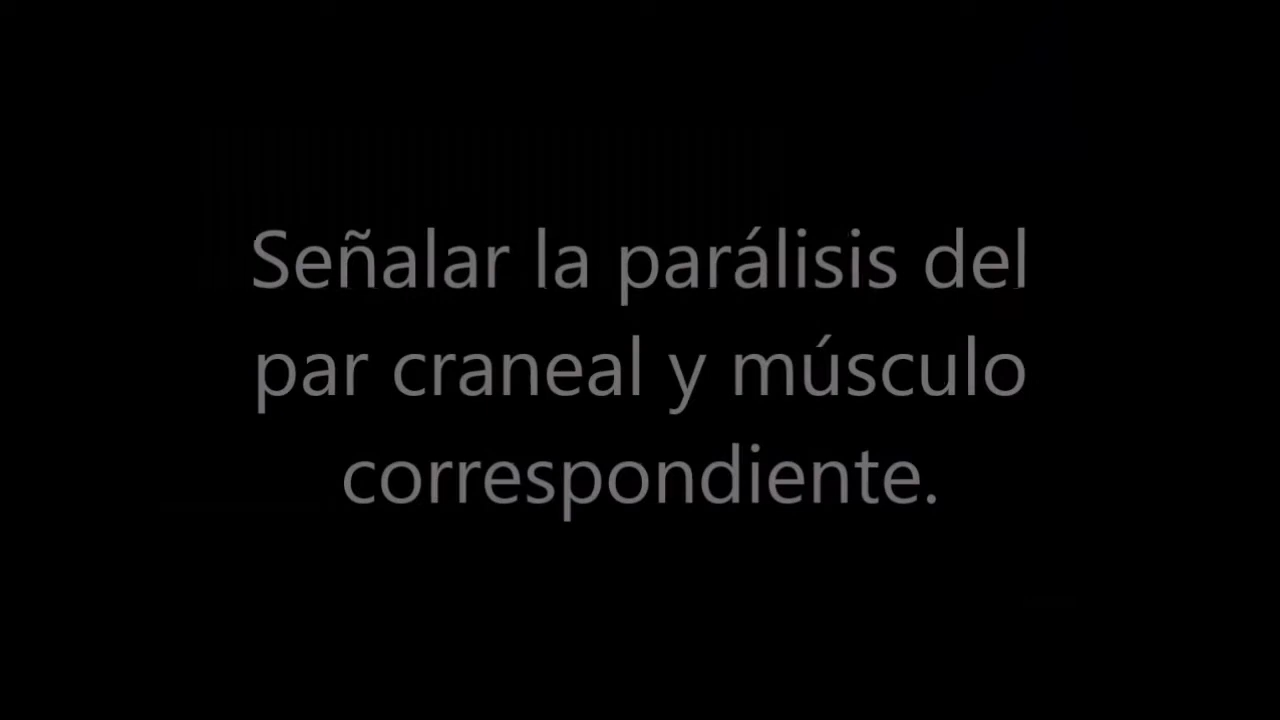 Señalar la parálisis del
par craneal y músculo
correspondiente.